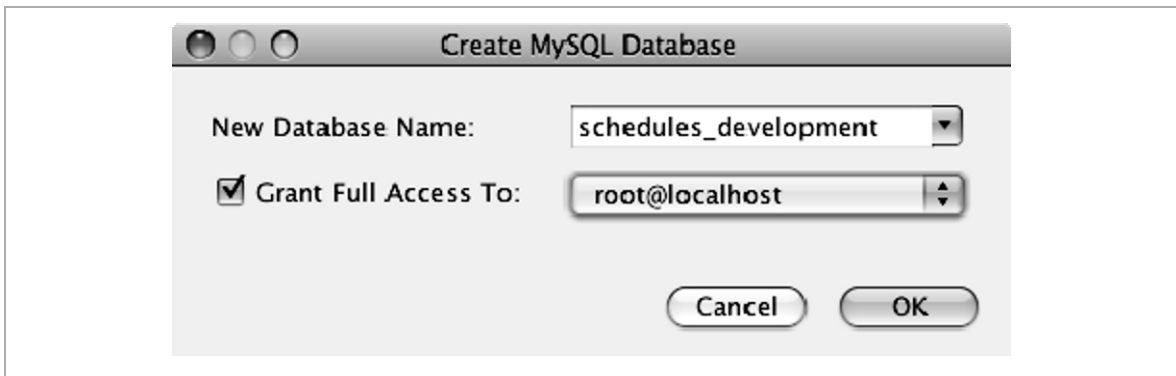 Create MySQL Database
New Database Name: schedules_development
Grant Full Access To: root@localhost
Cancel OK